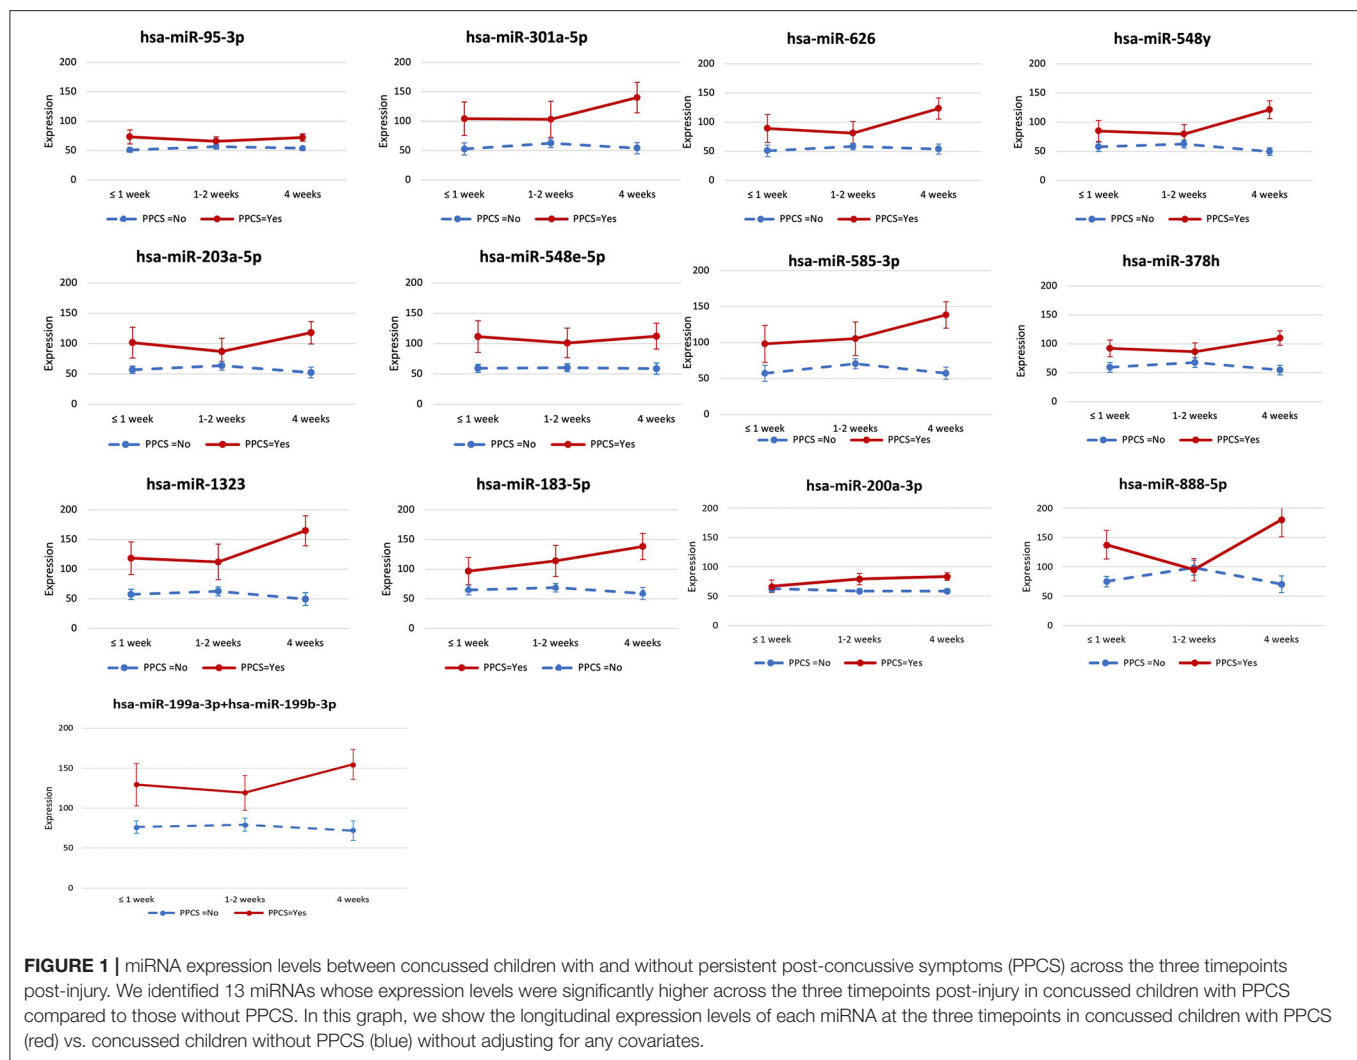 hsa-miR-95-3p
200
150
100
50
0
Expression
≤ 1 week 1-2 weeks 4 weeks
PPCS =No PPCS=Yes
hsa-miR-301a-5p
200
150
100
50
0
Expression
≤ 1 week 1-2 weeks 4 weeks
PPCS =No PPCS=Yes
hsa-miR-626
200
150
100
50
0
Expression
≤ 1 week 1-2 weeks 4 weeks
PPCS =No PPCS=Yes
hsa-miR-548y
200
150
100
50
0
Expression
≤ 1 week 1-2 weeks 4 weeks
PPCS =No PPCS=Yes
hsa-miR-203a-5p
200
150
100
50
0
Expression
≤ 1 week 1-2 weeks 4 weeks
PPCS =No PPCS=Yes
hsa-miR-548e-5p
200
150
100
50
0
Expression
≤ 1 week 1-2 weeks 4 weeks
PPCS =No PPCS=Yes
hsa-miR-585-3p
200
150
100
50
0
Expression
≤ 1 week 1-2 weeks 4 weeks
PPCS =No PPCS=Yes
hsa-miR-378h
200
150
100
50
0
Expression
≤ 1 week 1-2 weeks 4 weeks
PPCS =No PPCS=Yes
hsa-miR-1323
200
150
100
50
0
Expression
≤ 1 week 1-2 weeks 4 weeks
PPCS =No PPCS=Yes
hsa-miR-183-5p
200
150
100
50
0
Expression
≤ 1 week 1-2 weeks 4 weeks
PPCS=Yes PPCS =No
hsa-miR-200a-3p
200
150
100
50
0
Expression
≤ 1 week 1-2 weeks 4 weeks
PPCS =No PPCS=Yes
hsa-miR-888-5p
200
150
100
50
0
Expression
≤ 1 week 1-2 weeks 4 weeks
PPCS =No PPCS=Yes
hsa-miR-199a-3p+hsa-miR-199b-3p
200
150
100
50
0
Expression
≤ 1 week 1-2 weeks 4 weeks
PPCS =No PPCS=Yes
FIGURE 1 | miRNA expression levels between concussed children with and without persistent post-concussive symptoms (PPCS) across the three timepoints
post-injury. We identified 13 miRNAs whose expression levels were significantly higher across the three timepoints post-injury in concussed children with PPCS
compared to those without PPCS. In this graph, we show the longitudinal expression levels of each miRNA at the three timepoints in concussed children with PPCS
(red) vs. concussed children without PPCS (blue) without adjusting for any covariates.